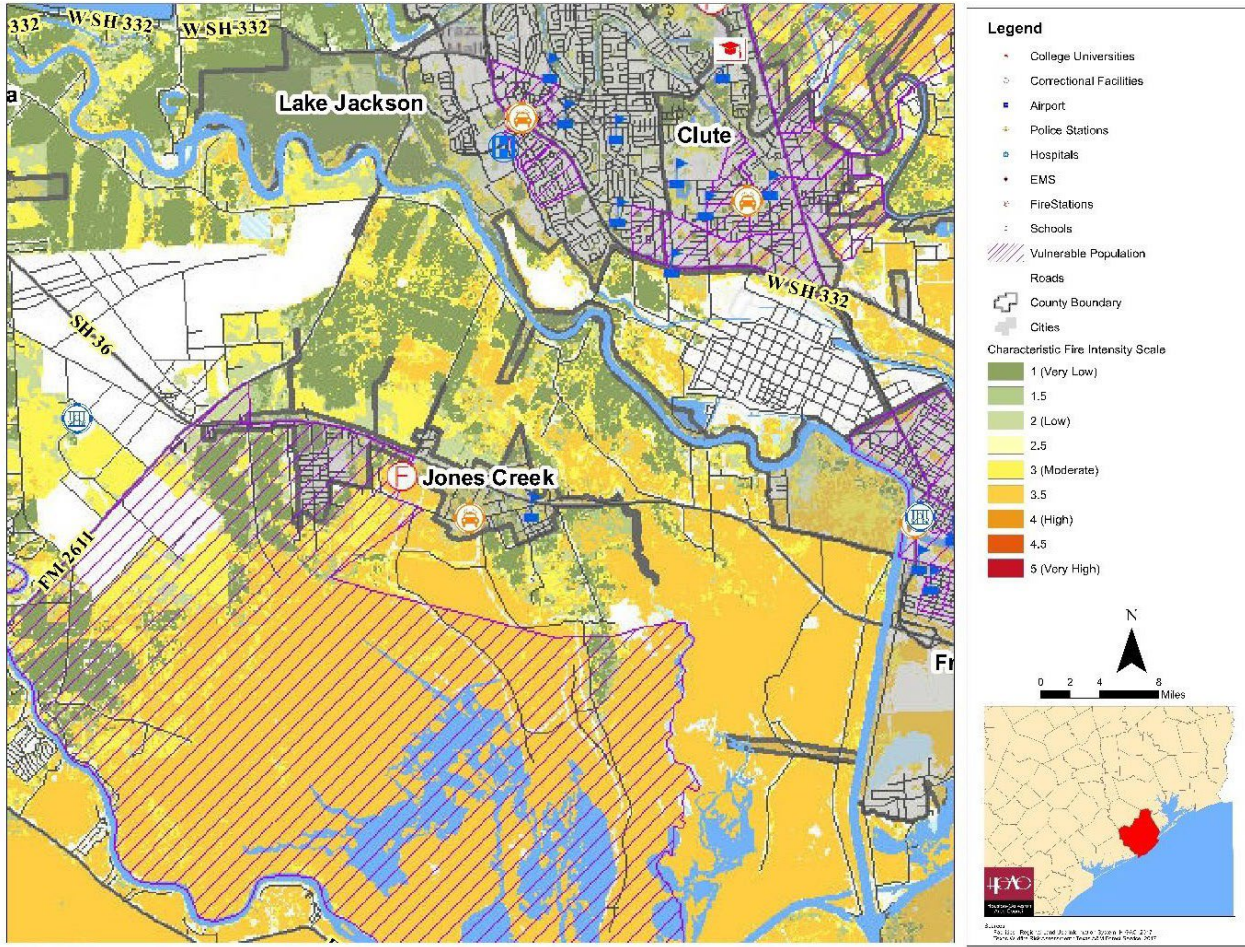 332
W-SH-332
W-SH-332
a
Lake Jackson
Clute
W-SH-332
SH-36
F
Jones Creek
FM-2611
Fr
H
Legend
College Universities
Correctional Facilities
Airport
Police Stations
Hospitals
EMS
FireStations
Schools
Vulnerable Population
Roads
County Boundary
Cities
Characteristic Fire Intensity Scale
1 (Very Low)
1.5
2 (Low)
2.5
3 (Moderate)
3.5
4 (High)
4.5
5 (Very High)
N
0 2 4 8
Miles